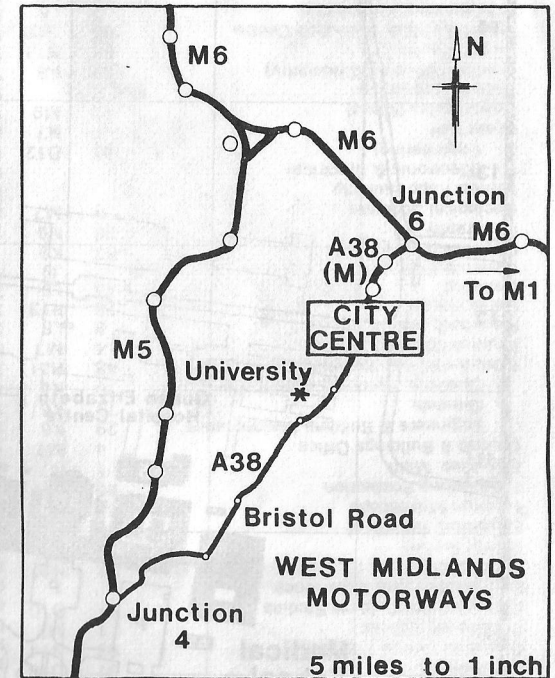 M6
N
M6
Junction
6
M6
A38
(M)
To M1
CITY
CENTRE
M5
University
A38
Bristol Road
WEST MIDLANDS
MOTORWAYS
Junction
4
5 miles to 1 inch